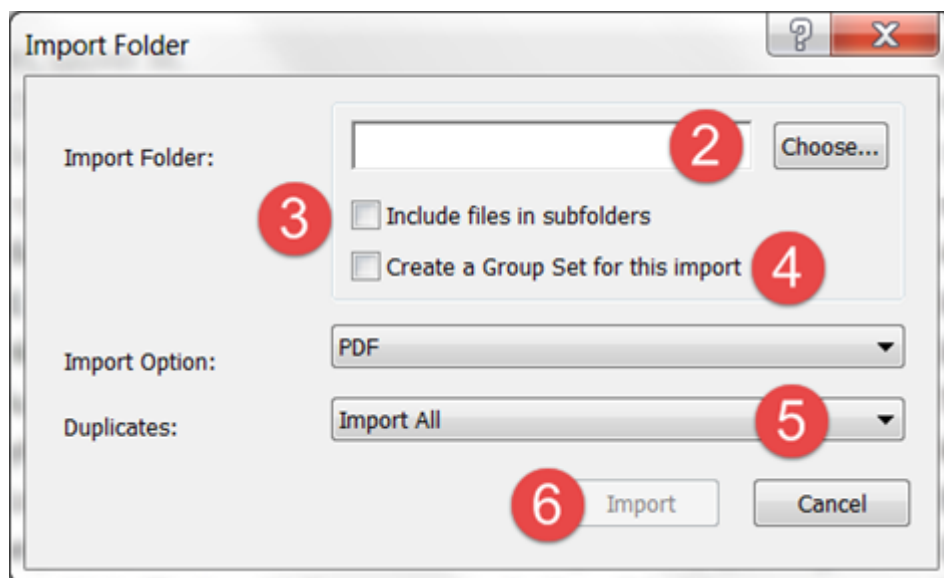 Import Folder
?
X
Import Folder:
2
Choose...
3
Include files in subfolders
Create a Group Set for this import
4
Import Option:
PDF
Duplicates:
Import All
5
6
Import
Cancel